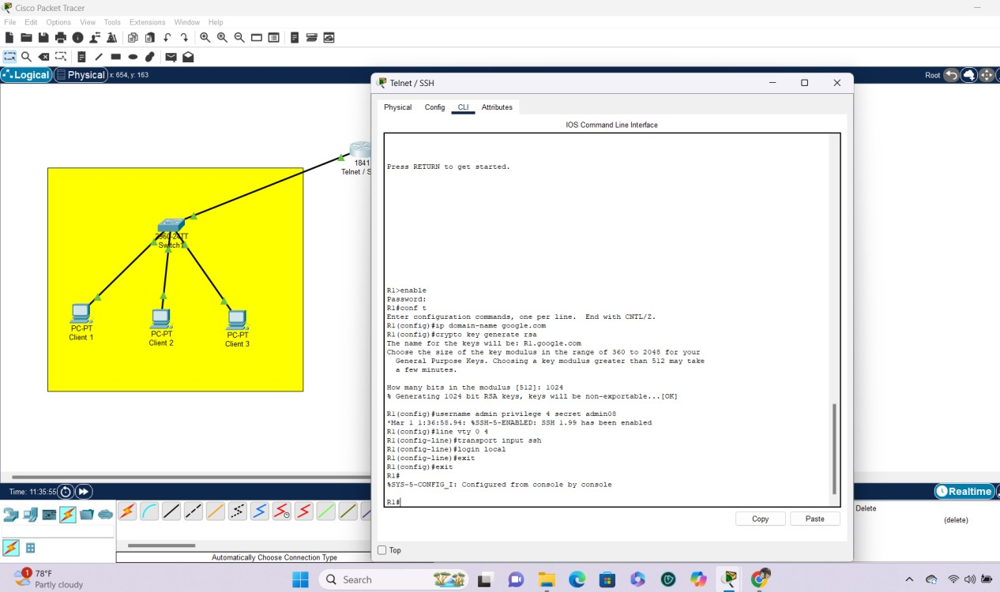 Cisco Packet Tracer
File Edit Options View Tools Extensions Window Help
Logical Physical x: 654, y: 163
Root
Telnet / SSH
Physical Config CLI Attributes
IOS Command Line Interface
Press RETURN to get started.
R1>enable
Password:
R1#conf t
Enter configuration commands, one per line. End with CNTL/Z.
R1(config)#ip domain-name google.com
R1(config)#crypto key generate rsa
The name for the keys will be: R1.google.com
Choose the size of the key modulus in the range of 360 to 2048 for your
General Purpose Keys. Choosing a key modulus greater than 512 may take
a few minutes.
How many bits in the modulus [512]: 1024
% Generating 1024 bit RSA keys, keys will be non-exportable...[OK]
R1(config)#username admin privilege 4 secret admin08
*Mar 1 1:36:58.94: %SSH-5-ENABLED: SSH 1.99 has been enabled
R1(config)#line vty 0 4
R1(config-line)#transport input ssh
R1(config-line)#login local
R1(config-line)#exit
R1(config)#exit
R1#
%SYS-5-CONFIG_I: Configured from console by console
R1#
Copy Paste
Top
1841
Telnet / S
2960-24TT
Switch1
PC-PT
Client 1
PC-PT
Client 2
PC-PT
Client 3
Time: 11:35:55
Realtime
Delete
(delete)
Automatically Choose Connection Type
1
78°F
Partly cloudy
Search